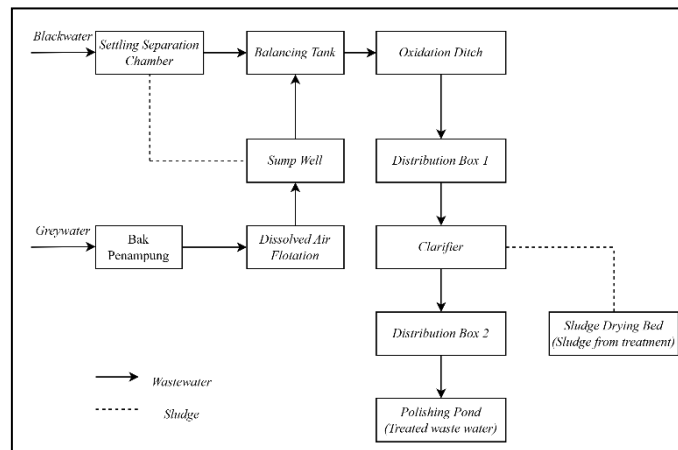 Blackwater
Settling Separation
Chamber
Balancing Tank
Oxidation Ditch
Sump Well
Distribution Box 1
Greywater
Bak
Penampung
Dissolved Air
Flotation
Clarifier
Distribution Box 2
Sludge Drying Bed
(Sludge from treatment)
Wastewater
Sludge
Polishing Pond
(Treated waste water)